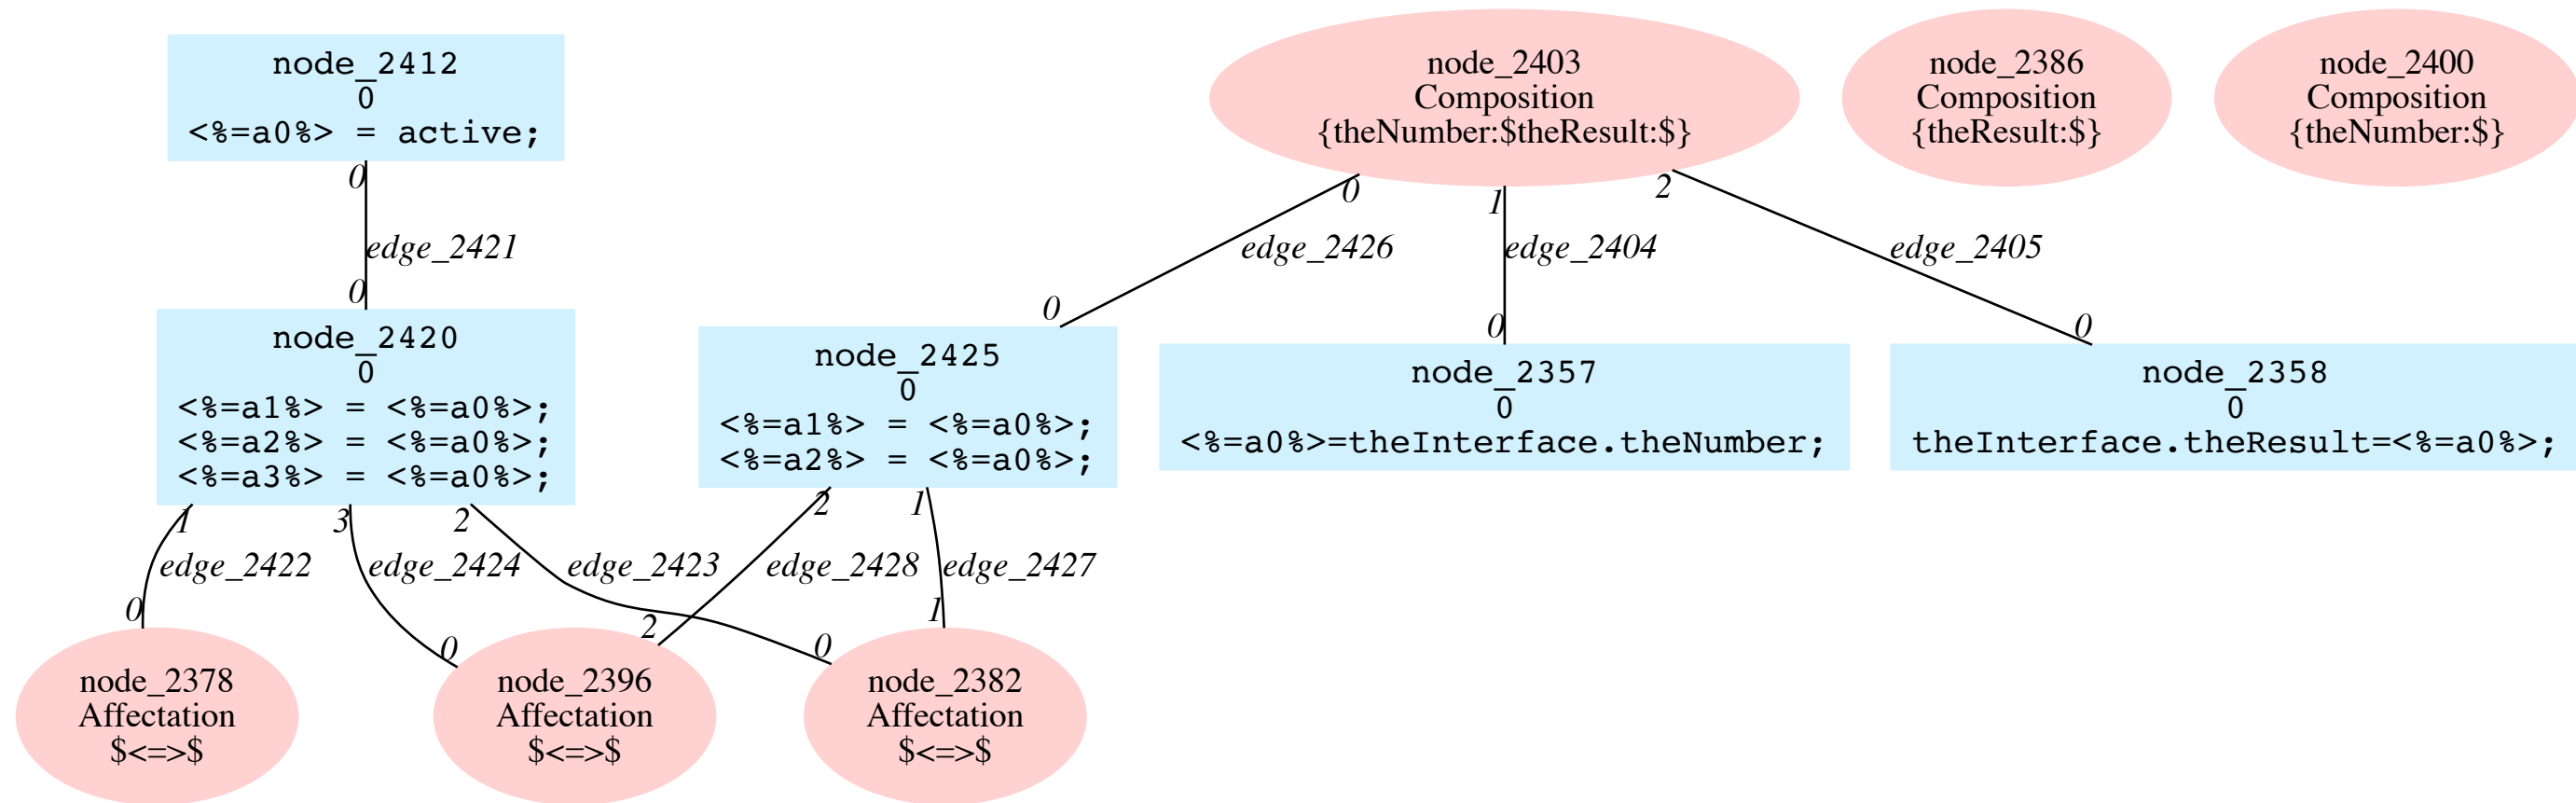 node_2412
0
<%=a0%> = active;
node_2403
Composition
{theNumber:$theResult:$}
node_2386
Composition
{theResult:$}
node_2400
Composition
{theNumber:$}
0
edge_2421
0
0
1
2
edge_2426
edge_2404
edge_2405
0
0
0
node_2420
0
<%=a1%> = <%=a0%>;
<%=a2%> = <%=a0%>;
<%=a3%> = <%=a0%>;
node_2425
0
<%=a1%> = <%=a0%>;
<%=a2%> = <%=a0%>;
node_2357
0
<%=a0%>=theInterface.theNumber;
node_2358
0
theInterface.theResult=<%=a0%>;
1
3
2
2
1
edge_2422
edge_2424
edge_2423
edge_2428
edge_2427
0
0
2
0
1
node_2378
Affectation
$<=>$
node_2396
Affectation
$<=>$
node_2382
Affectation
$<=>$